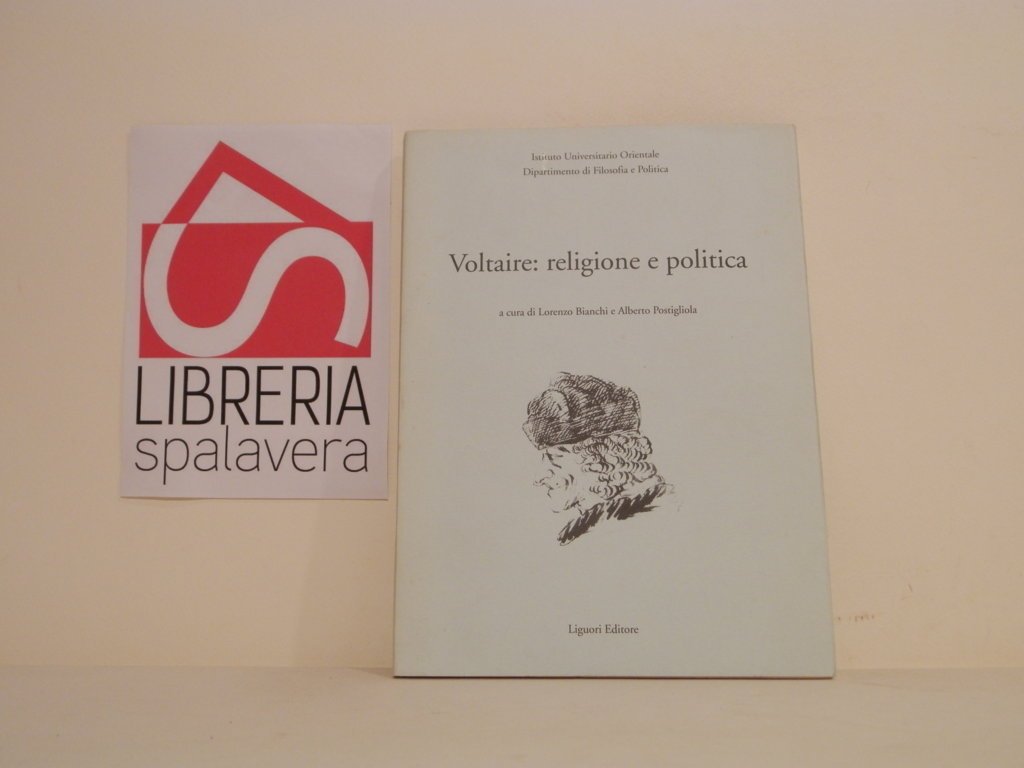 LIBRERIA
spalavera
Istituto Universitario Orientale
Dipartimento di Filosofia e Politica
Voltaire: religione e politica
a cura di Lorenzo Bianchi e Alberto Postigliola
Liguori Editore